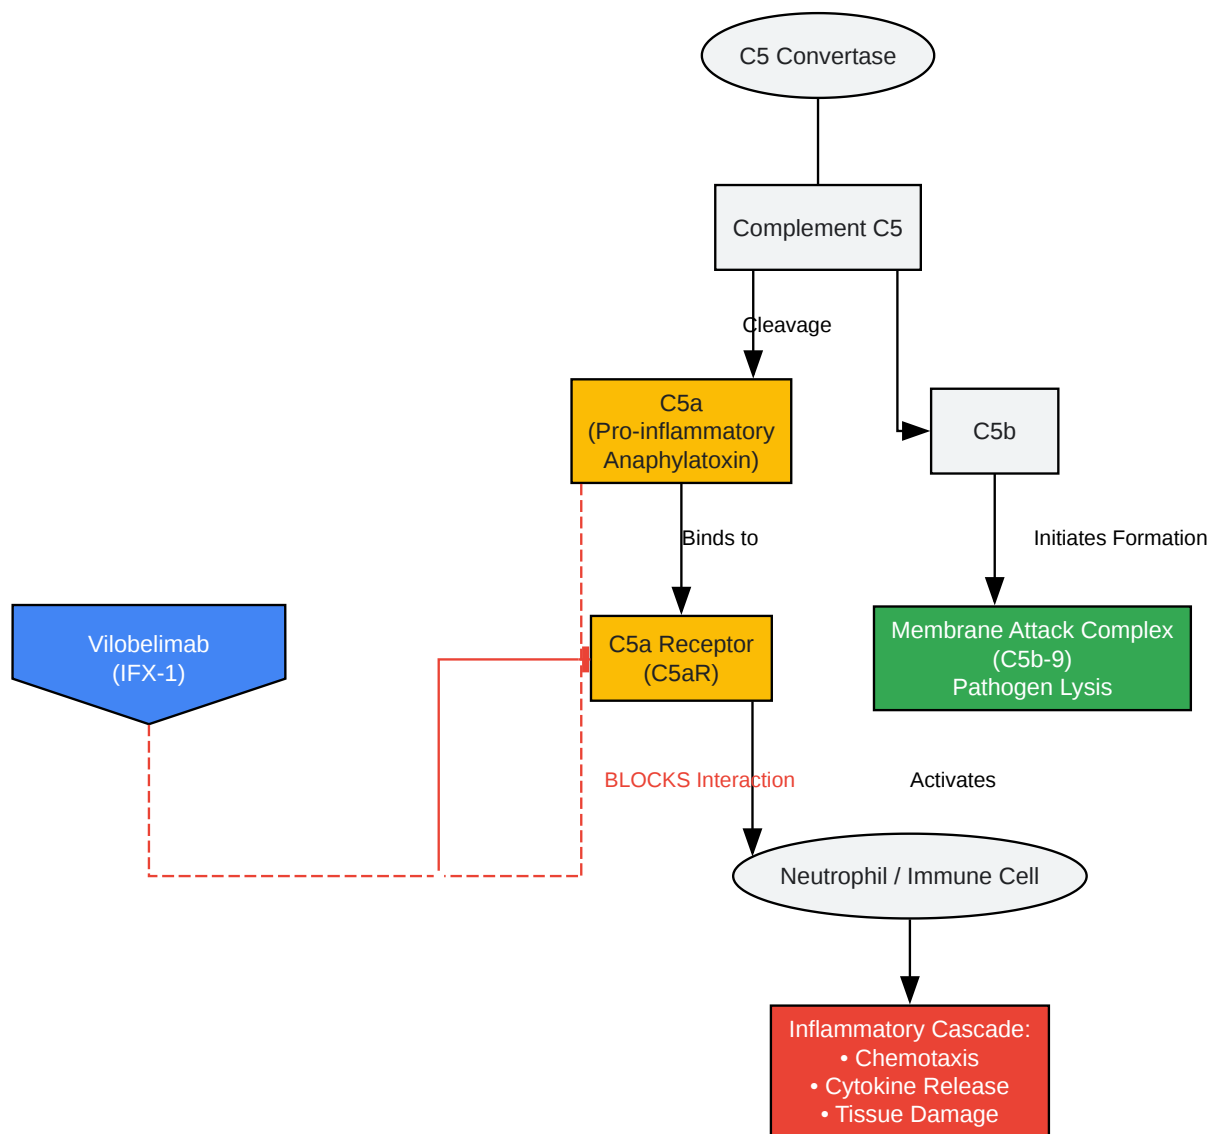 C5 Convertase
Complement C5
Cleavage
C5a
(Pro-inflammatory
Anaphylatoxin)
C5b
Binds to
Initiates Formation
Vilobelimab
(IFX-1)
C5a Receptor
(C5aR)
Membrane Attack Complex
(C5b-9)
Pathogen Lysis
BLOCKS Interaction
Activates
Neutrophil / Immune Cell
Inflammatory Cascade:
• Chemotaxis
• Cytokine Release
• Tissue Damage